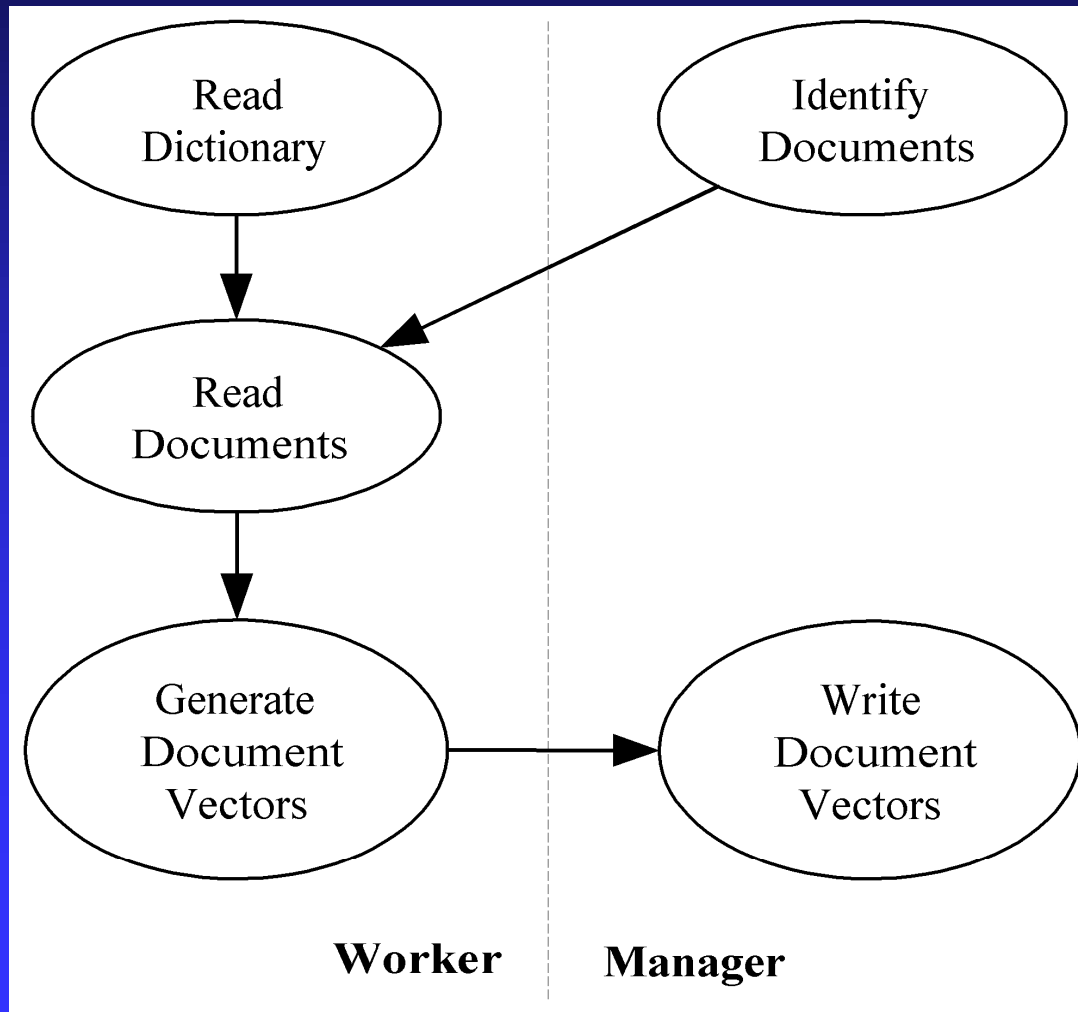 Read
Dictionary
Identify
Documents
Read
Documents
Generate
Document
Vectors
Write
Document
Vectors
Worker
Manager